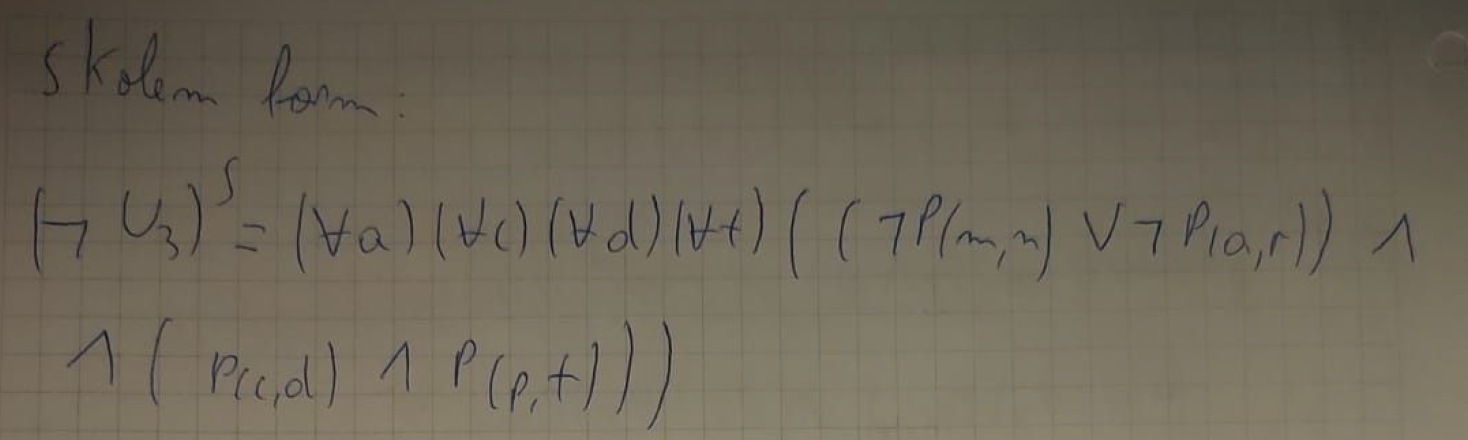 Skolem form:
(¬ U₃)ˢ = (∀a)(∀c)(∀d)(∀t)((¬P(m,n) ∨ ¬P(a,r)) ∧
∧ (P(c,d) ∧ P(p,t)))